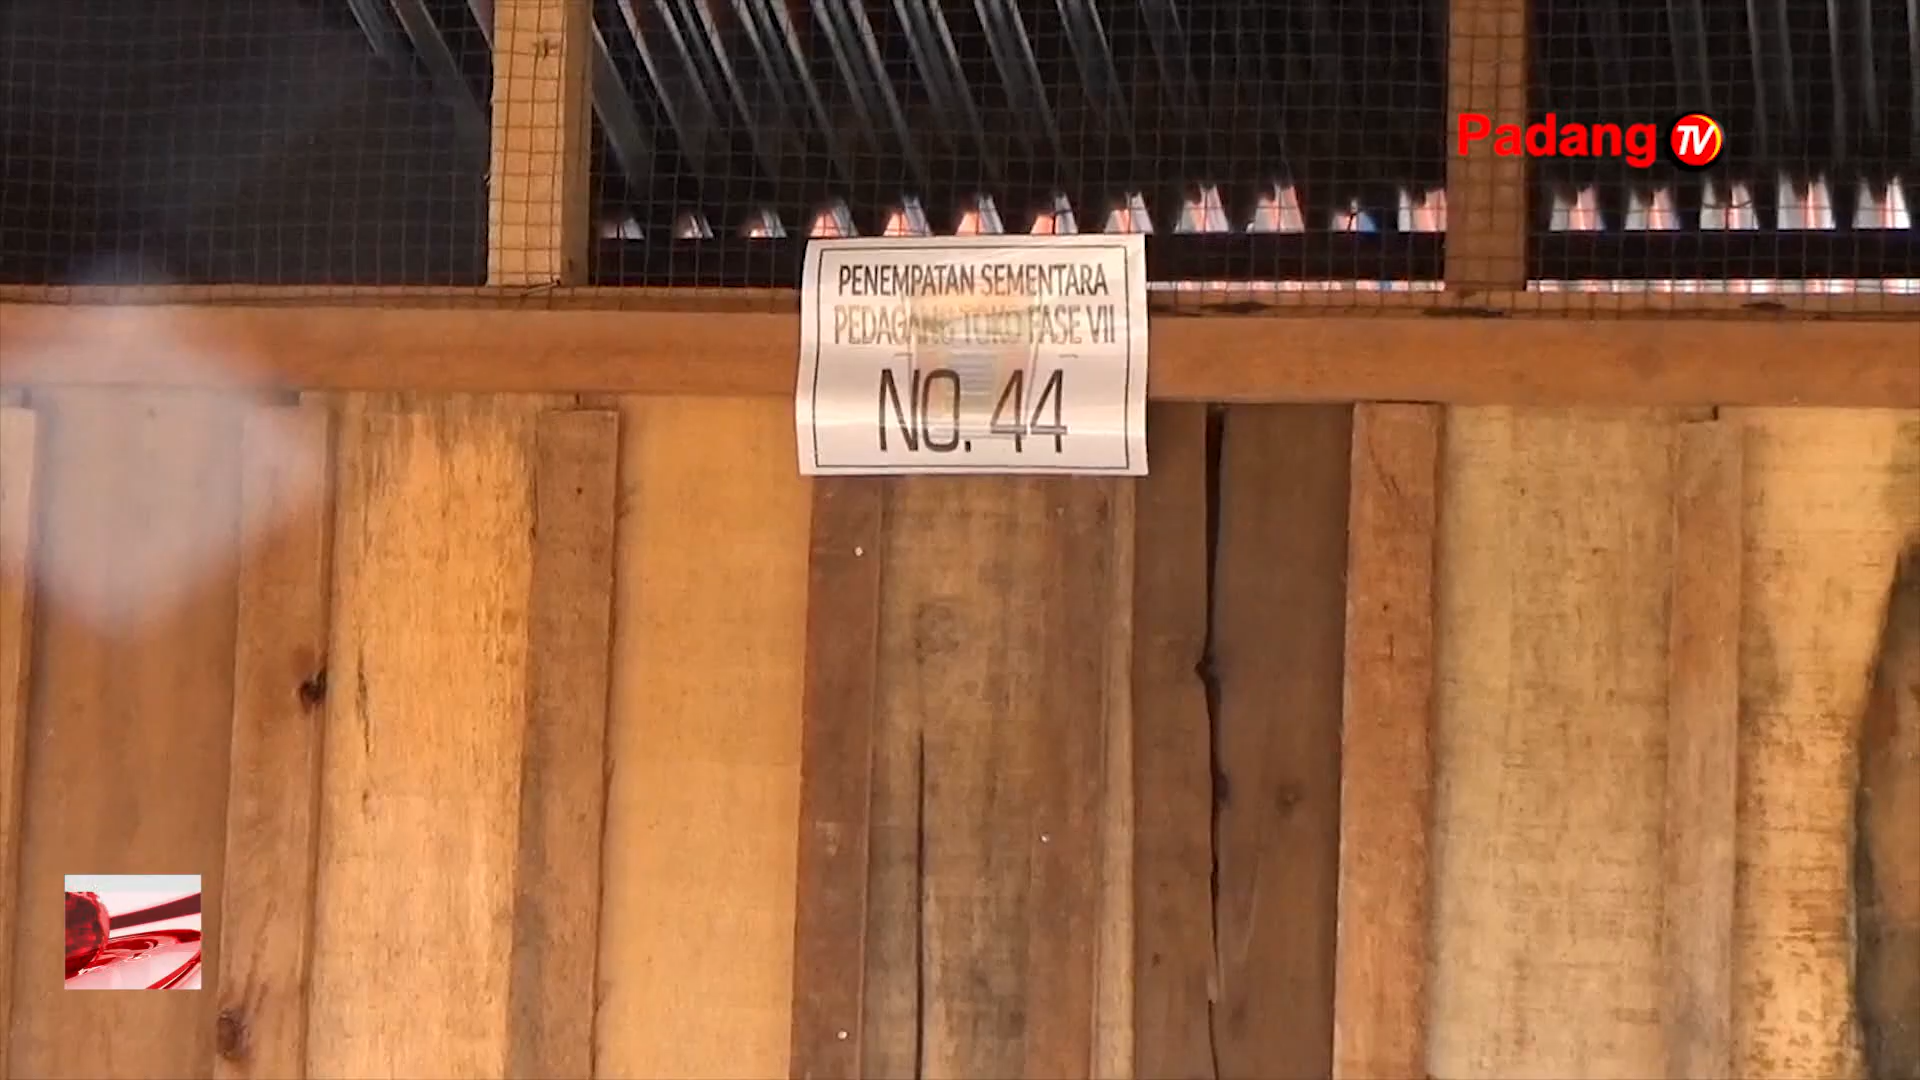 Padang TV
PENEMPATAN SEMENTARA
PEDAGANG TOKO FASE VII
NO. 44